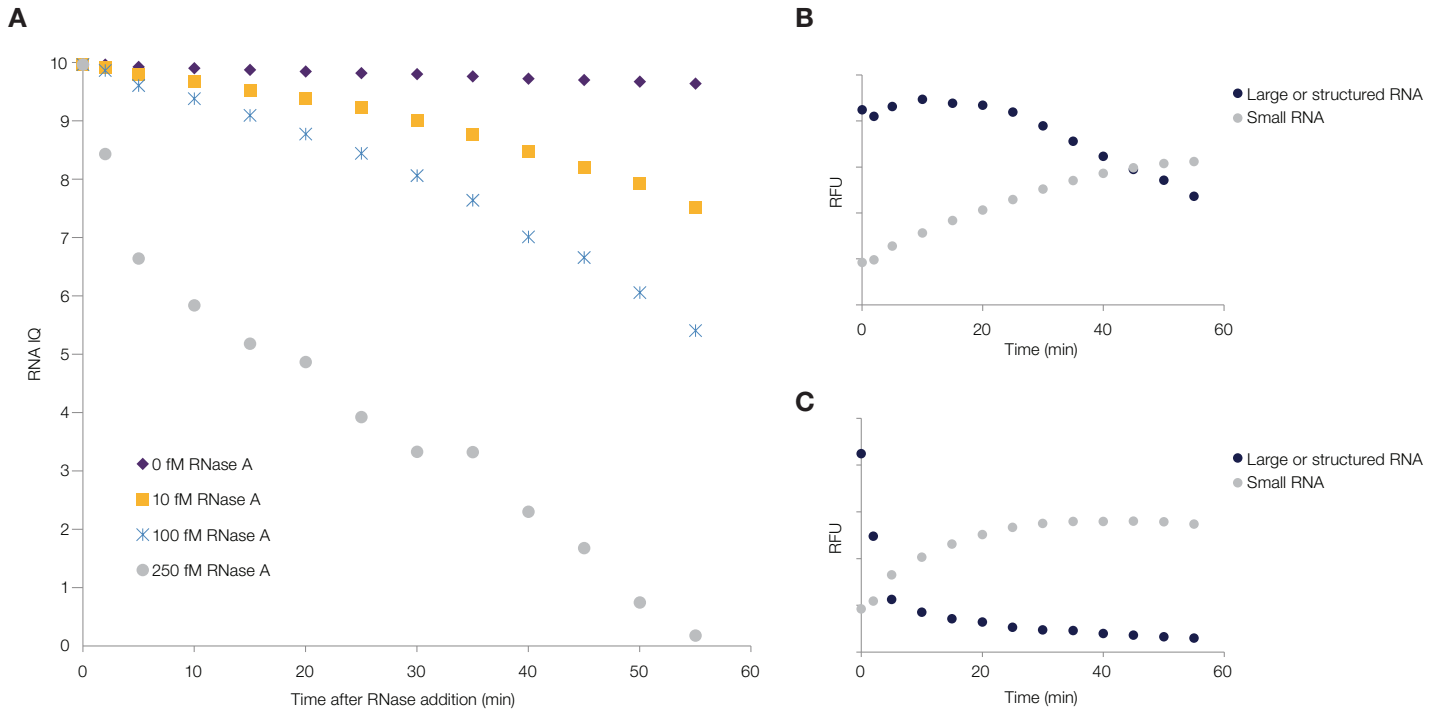 A
10
9
8
7
6
5
4
3
2
1
0
RNA IQ
0 fM RNase A
10 fM RNase A
100 fM RNase A
250 fM RNase A
0 10 20 30 40 50 60
Time after RNase addition (min)
B
RFU
Large or structured RNA
Small RNA
0 20 40 60
Time (min)
C
RFU
Large or structured RNA
Small RNA
0 20 40 60
Time (min)